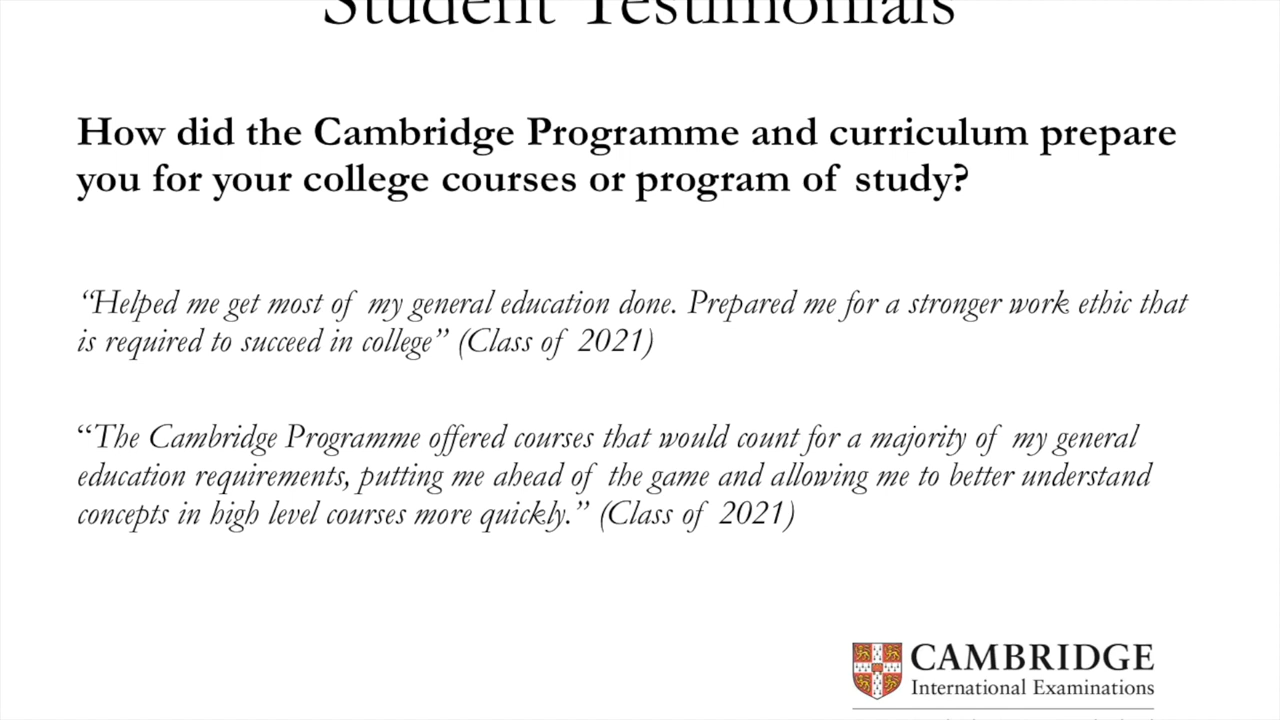 Student Testimonials
How did the Cambridge Programme and curriculum prepare
you for your college courses or program of study?
“Helped me get most of my general education done. Prepared me for a stronger work ethic that
is required to succeed in college” (Class of 2021)
“The Cambridge Programme offered courses that would count for a majority of my general
education requirements, putting me ahead of the game and allowing me to better understand
concepts in high level courses more quickly.” (Class of 2021)
CAMBRIDGE
International Examinations